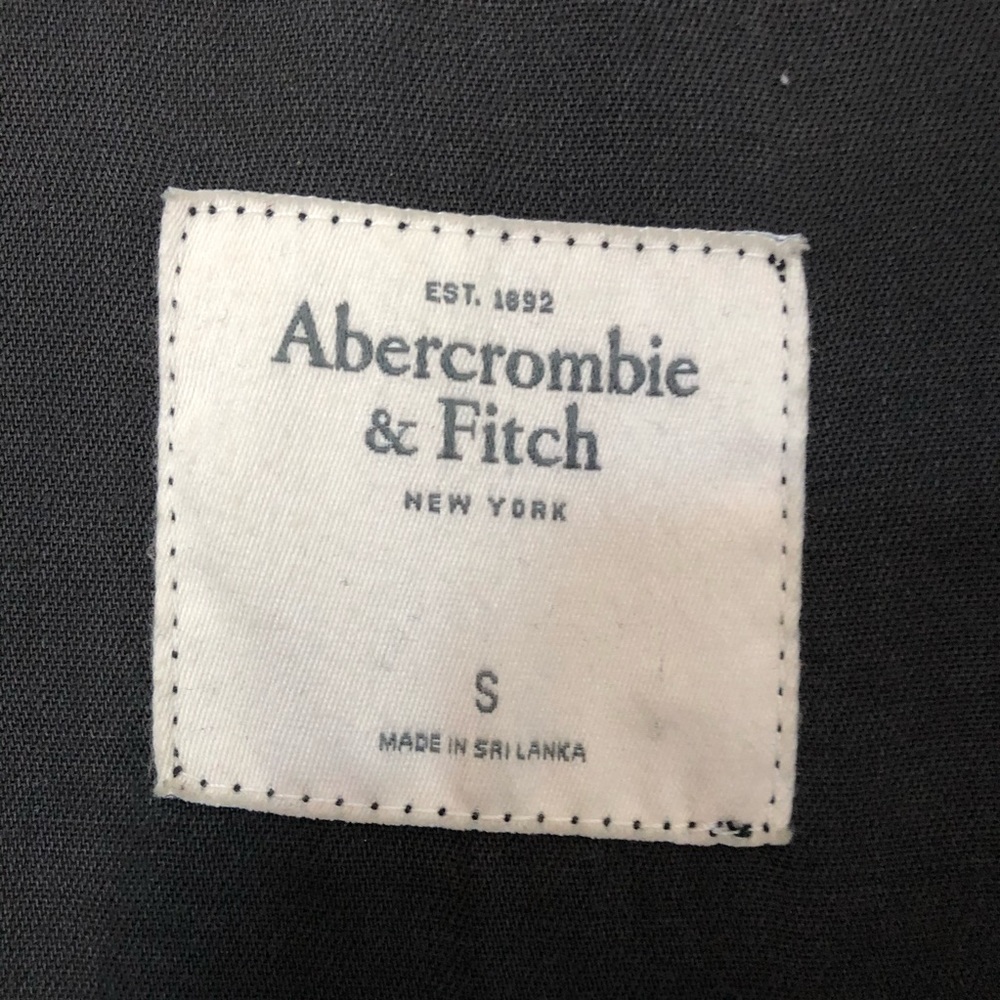 EST. 1892
Abercrombie
& Fitch
NEW YORK
S
MADE IN SRI LANKA